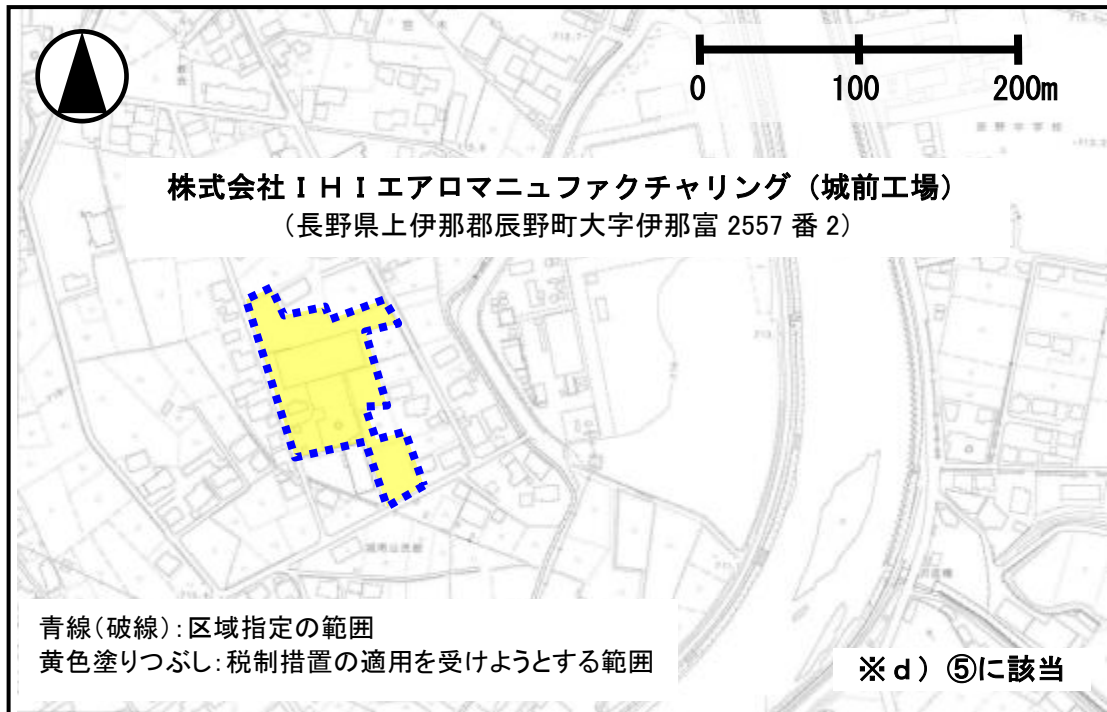 0 100 200m
株式会社ＩＨＩエアロマニュファクチャリング（城前工場）
（長野県上伊那郡辰野町大字伊那富 2557 番 2）
青線（破線）：区域指定の範囲
黄色塗りつぶし：税制措置の適用を受けようとする範囲
※ｄ）⑤に該当